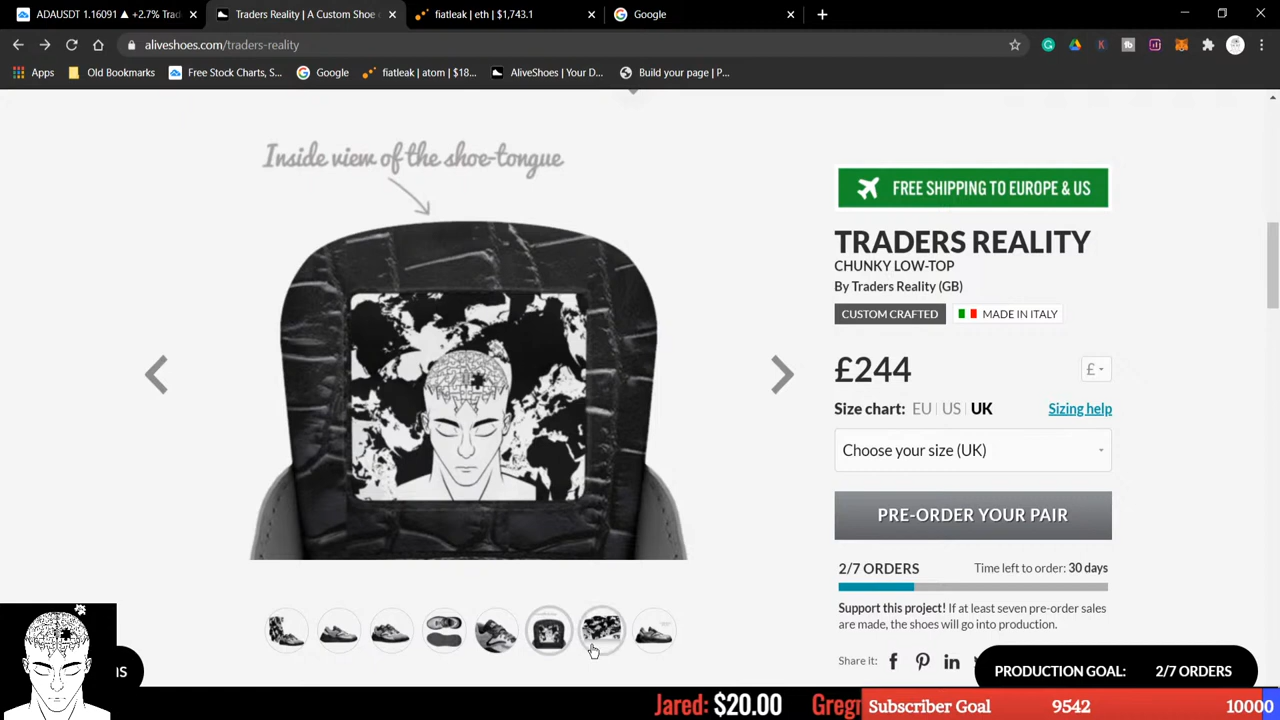 ADAUSDT 1.16091 ▲ +2.7% Trad
Traders Reality | A Custom Shoe
fiatleak | eth | $1,743.1
Google
aliveshoes.com/traders-reality
Apps
Old Bookmarks
Free Stock Charts, S...
Google
fiatleak | atom | $18...
AliveShoes | Your D...
Build your page | P...
Inside view of the shoe-tongue
FREE SHIPPING TO EUROPE & US
TRADERS REALITY
CHUNKY LOW-TOP
By Traders Reality (GB)
CUSTOM CRAFTED
MADE IN ITALY
£244
£
Size chart: EU | US | UK
Sizing help
Choose your size (UK)
PRE-ORDER YOUR PAIR
2/7 ORDERS
Time left to order: 30 days
Support this project! If at least seven pre-order sales
are made, the shoes will go into production.
Share it:
NS
PRODUCTION GOAL: 2/7 ORDERS
Jared: $20.00
Gregr
Subscriber Goal 9542 10000